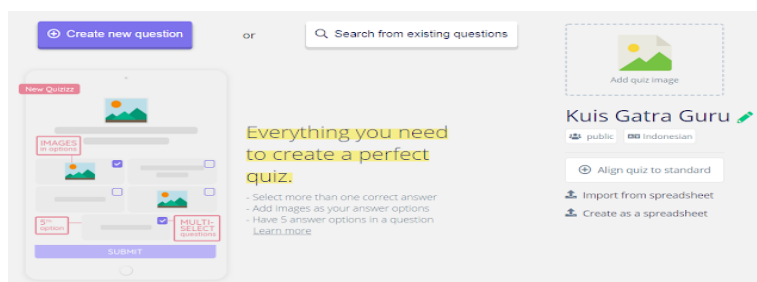 Create new question
or
Search from existing questions
New Quizizz
IMAGES
in options
5th
option
MULTI-
SELECT
questions
SUBMIT
Everything you need
to create a perfect
quiz.
- Select more than one correct answer
- Add images as your answer options
- Have 5 answer options in a question
Learn more
Add quiz image
Kuis Gatra Guru
public
Indonesian
Align quiz to standard
Import from spreadsheet
Create as a spreadsheet